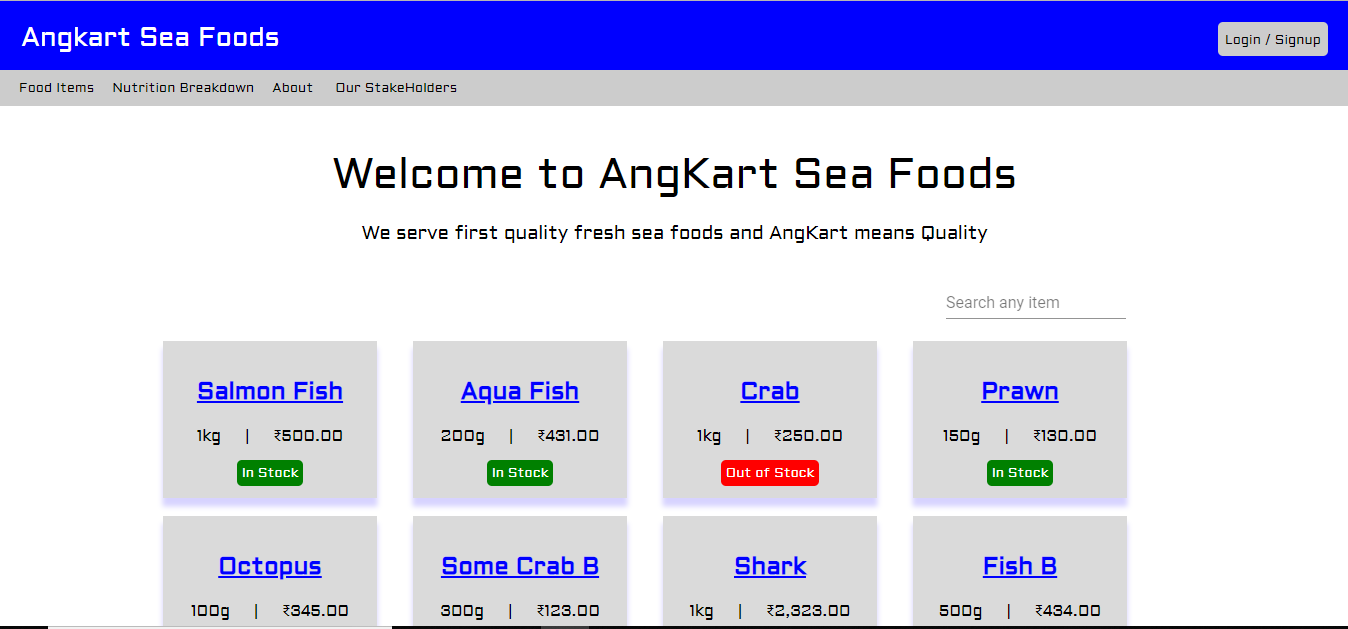 Angkart Sea Foods
Login / Signup
Food Items Nutrition Breakdown About Our StakeHolders
Welcome to AngKart Sea Foods
We serve first quality fresh sea foods and AngKart means Quality
Search any item
Salmon Fish
1kg | ₹500.00
In Stock
Aqua Fish
200g | ₹431.00
In Stock
Crab
1kg | ₹250.00
Out of Stock
Prawn
150g | ₹130.00
In Stock
Octopus
100g | ₹345.00
Some Crab B
300g | ₹123.00
Shark
1kg | ₹2,323.00
Fish B
500g | ₹434.00